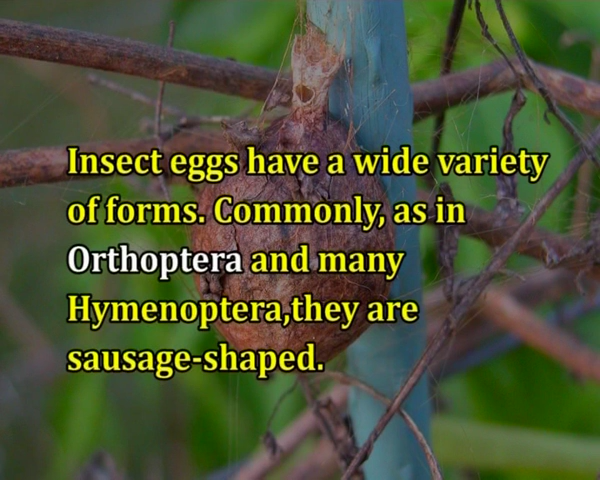 Insect eggs have a wide variety
of forms. Commonly, as in
Orthoptera and many
Hymenoptera,they are
sausage-shaped.